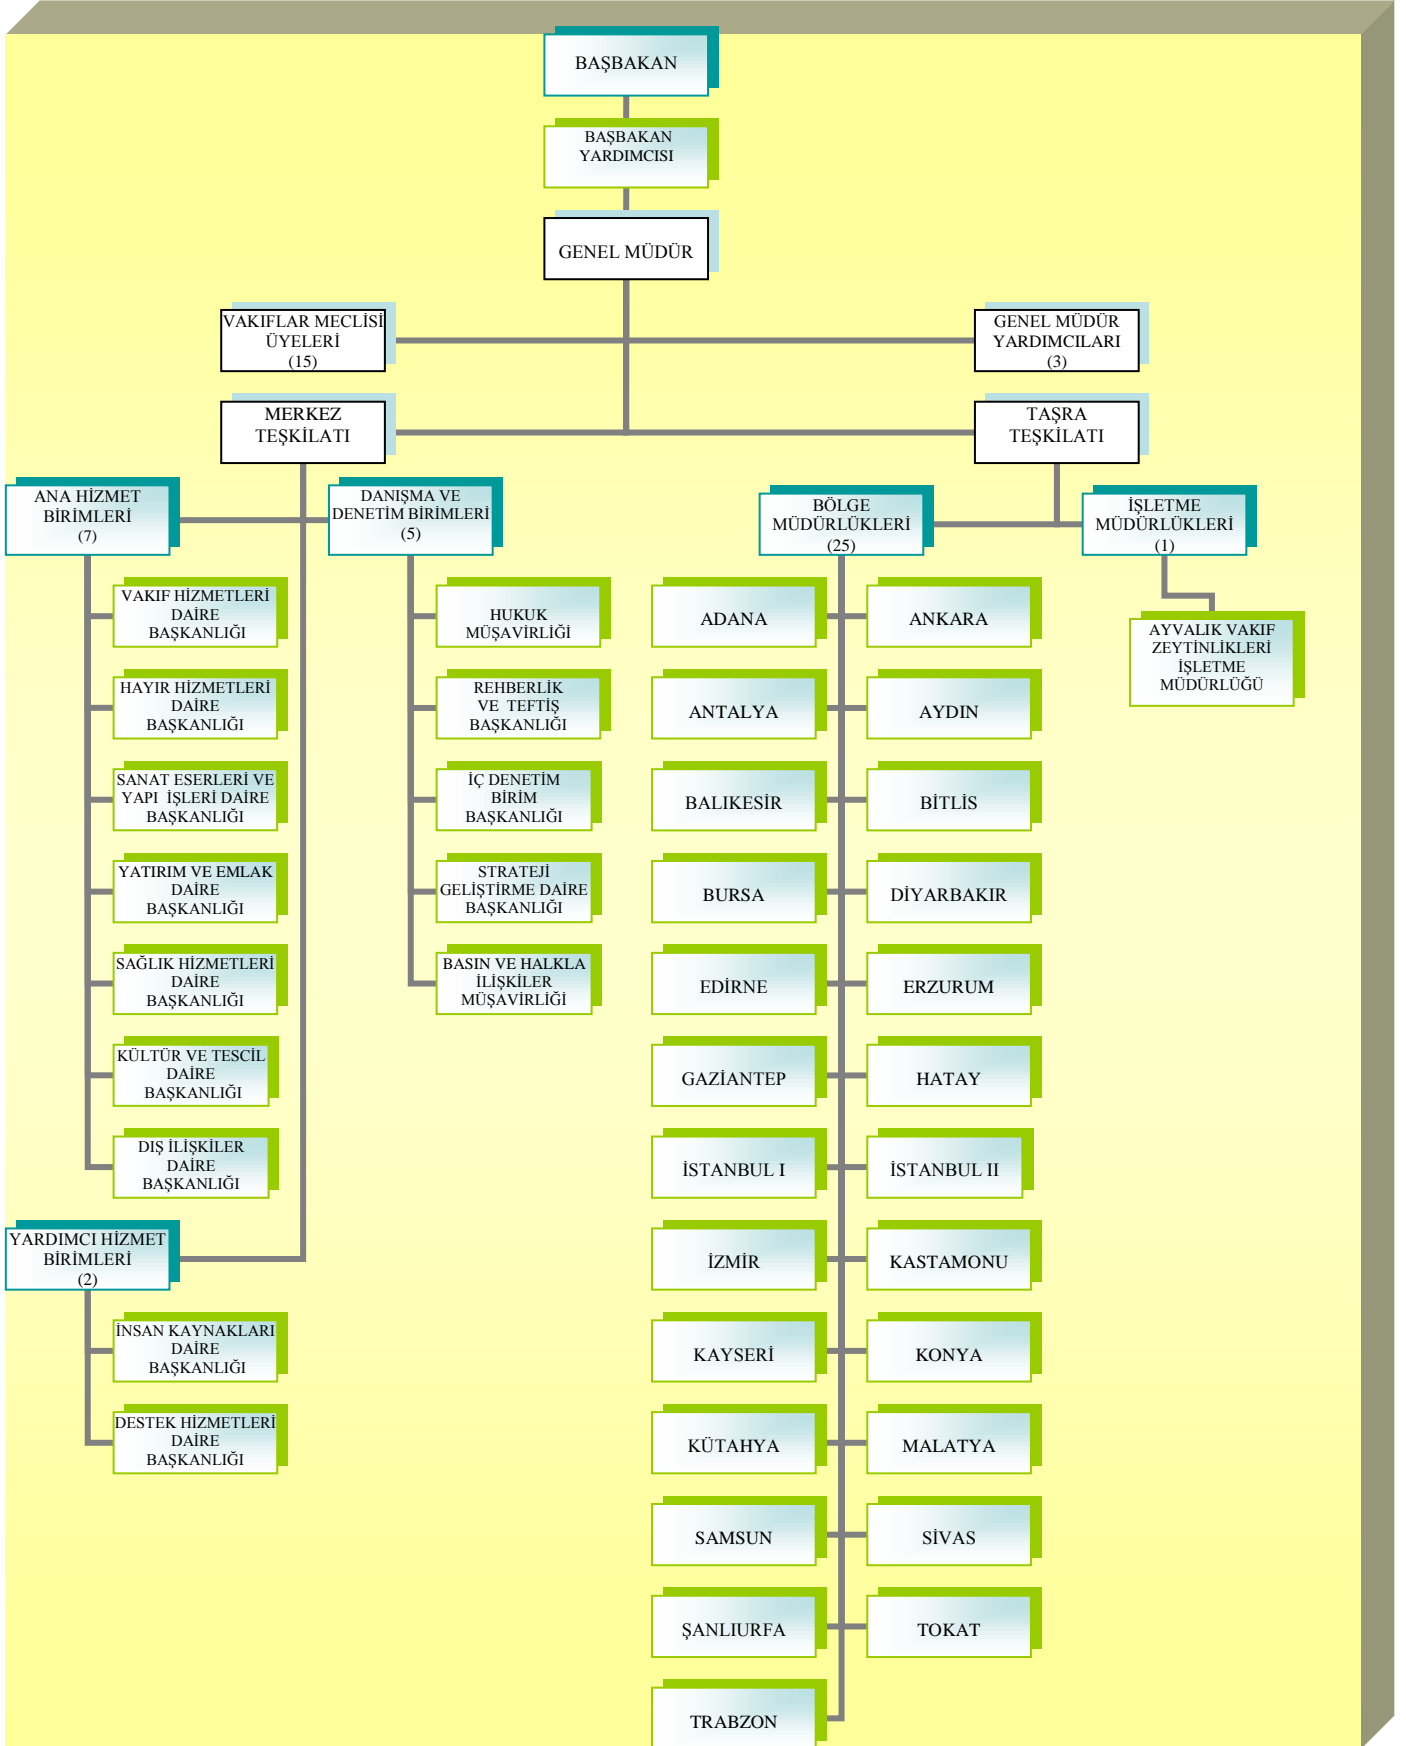 BAŞBAKAN
BAŞBAKAN
YARDIMCISI
GENEL MÜDÜR
VAKIFLAR MECLİSİ
ÜYELERİ
(15)
GENEL MÜDÜR
YARDIMCILARI
(3)
MERKEZ
TEŞKİLATI
TAŞRA
TEŞKİLATI
ANA HİZMET
BİRİMLERİ
(7)
DANIŞMA VE
DENETİM BİRİMLERİ
(5)
BÖLGE
MÜDÜRLÜKLERİ
(25)
İŞLETME
MÜDÜRLÜKLERİ
(1)
VAKIF HİZMETLERİ
DAİRE
BAŞKANLIĞI
HAYIR HİZMETLERİ
DAİRE
BAŞKANLIĞI
SANAT ESERLERİ VE
YAPI İŞLERİ DAİRE
BAŞKANLIĞI
YATIRIM VE EMLAK
DAİRE
BAŞKANLIĞI
SAĞLIK HİZMETLERİ
DAİRE
BAŞKANLIĞI
KÜLTÜR VE TESCİL
DAİRE
BAŞKANLIĞI
DIŞ İLİŞKİLER
DAİRE
BAŞKANLIĞI
YARDIMCI HİZMET
BİRİMLERİ
(2)
İNSAN KAYNAKLARI
DAİRE
BAŞKANLIĞI
DESTEK HİZMETLERİ
DAİRE
BAŞKANLIĞI
HUKUK
MÜŞAVİRLİĞİ
REHBERLİK
VE TEFTİŞ
BAŞKANLIĞI
İÇ DENETİM
BİRİM
BAŞKANLIĞI
STRATEJİ
GELİŞTİRME DAİRE
BAŞKANLIĞI
BASIN VE HALKLA
İLİŞKİLER
MÜŞAVİRLİĞİ
ADANA
ANKARA
ANTALYA
AYDIN
BALIKESİR
BİTLİS
BURSA
DİYARBAKIR
EDİRNE
ERZURUM
GAZİANTEP
HATAY
İSTANBUL I
İSTANBUL II
İZMİR
KASTAMONU
KAYSERİ
KONYA
KÜTAHYA
MALATYA
SAMSUN
SİVAS
ŞANLIURFA
TOKAT
TRABZON
AYVALIK VAKIF
ZEYTİNLİKLERİ
İŞLETME
MÜDÜRLÜĞÜ